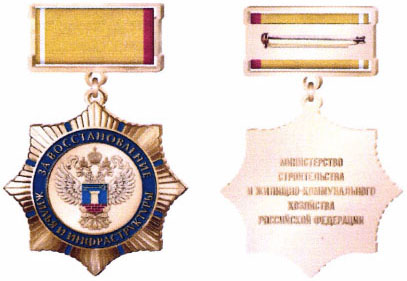 ЗА ВОССТАНОВЛЕНИЕ
ЖИЛЬЯ И ИНФРАСТРУКТУРЫ
МИНИСТЕРСТВО
СТРОИТЕЛЬСТВА
И ЖИЛИЩНО-КОММУНАЛЬНОГО
ХОЗЯЙСТВА
РОССИЙСКОЙ ФЕДЕРАЦИИ